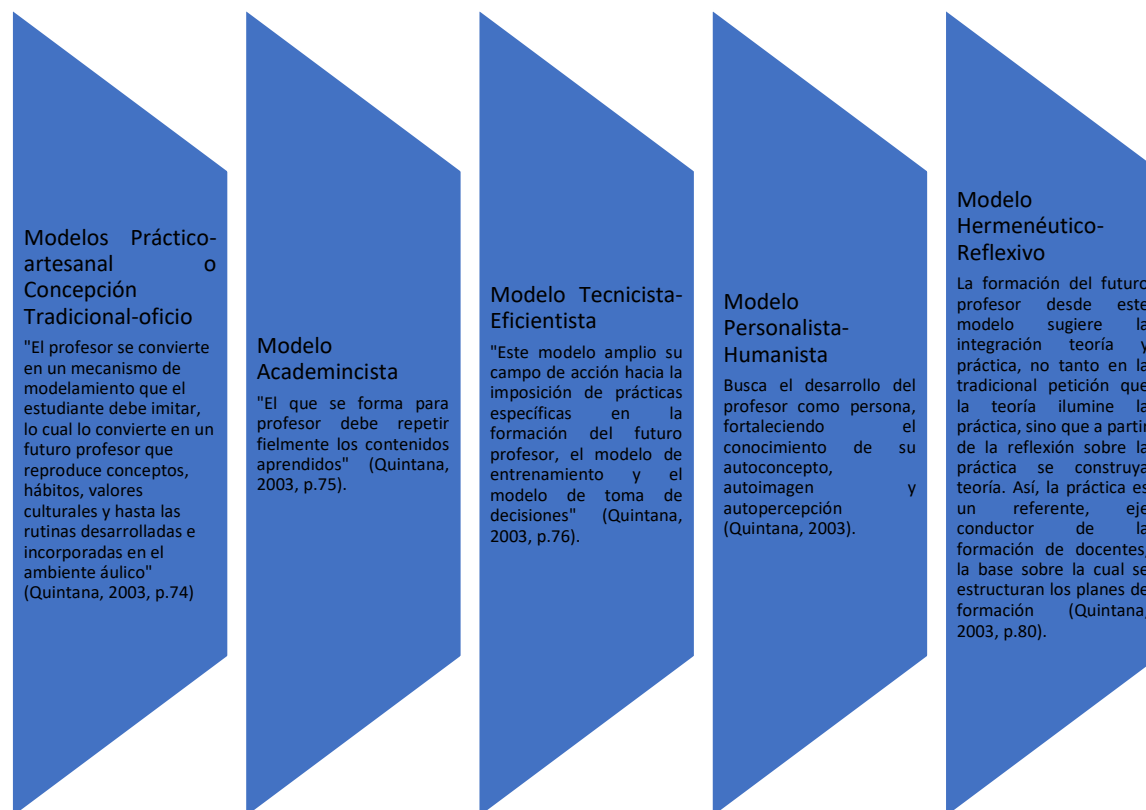 Modelos Práctico-
artesanal o
Concepción
Tradicional-oficio
"El profesor se convierte
en un mecanismo de
modelamiento que el
estudiante debe imitar,
lo cual lo convierte en un
futuro profesor que
reproduce conceptos,
hábitos, valores
culturales y hasta las
rutinas desarrolladas e
incorporadas en el
ambiente áulico"
(Quintana, 2003, p.74)
Modelo
Academincista
"El que se forma para
profesor debe repetir
fielmente los contenidos
aprendidos" (Quintana,
2003, p.75).
Modelo Tecnicista-
Eficientista
"Este modelo amplio su
campo de acción hacia la
imposición de prácticas
específicas en la
formación del futuro
profesor, el modelo de
entrenamiento y el
modelo de toma de
decisiones" (Quintana,
2003, p.76).
Modelo
Personalista-
Humanista
Busca el desarrollo del
profesor como persona,
fortaleciendo el
conocimiento de su
autoconcepto,
autoimagen y
autopercepción
(Quintana, 2003).
Modelo
Hermenéutico-
Reflexivo
La formación del futuro
profesor desde este
modelo sugiere la
integración teoría y
práctica, no tanto en la
tradicional petición que
la teoría ilumine la
práctica, sino que a partir
de la reflexión sobre la
práctica se construya
teoría. Así, la práctica es
un referente, eje
conductor de la
formación de docentes,
la base sobre la cual se
estructuran los planes de
formación (Quintana,
2003, p.80).